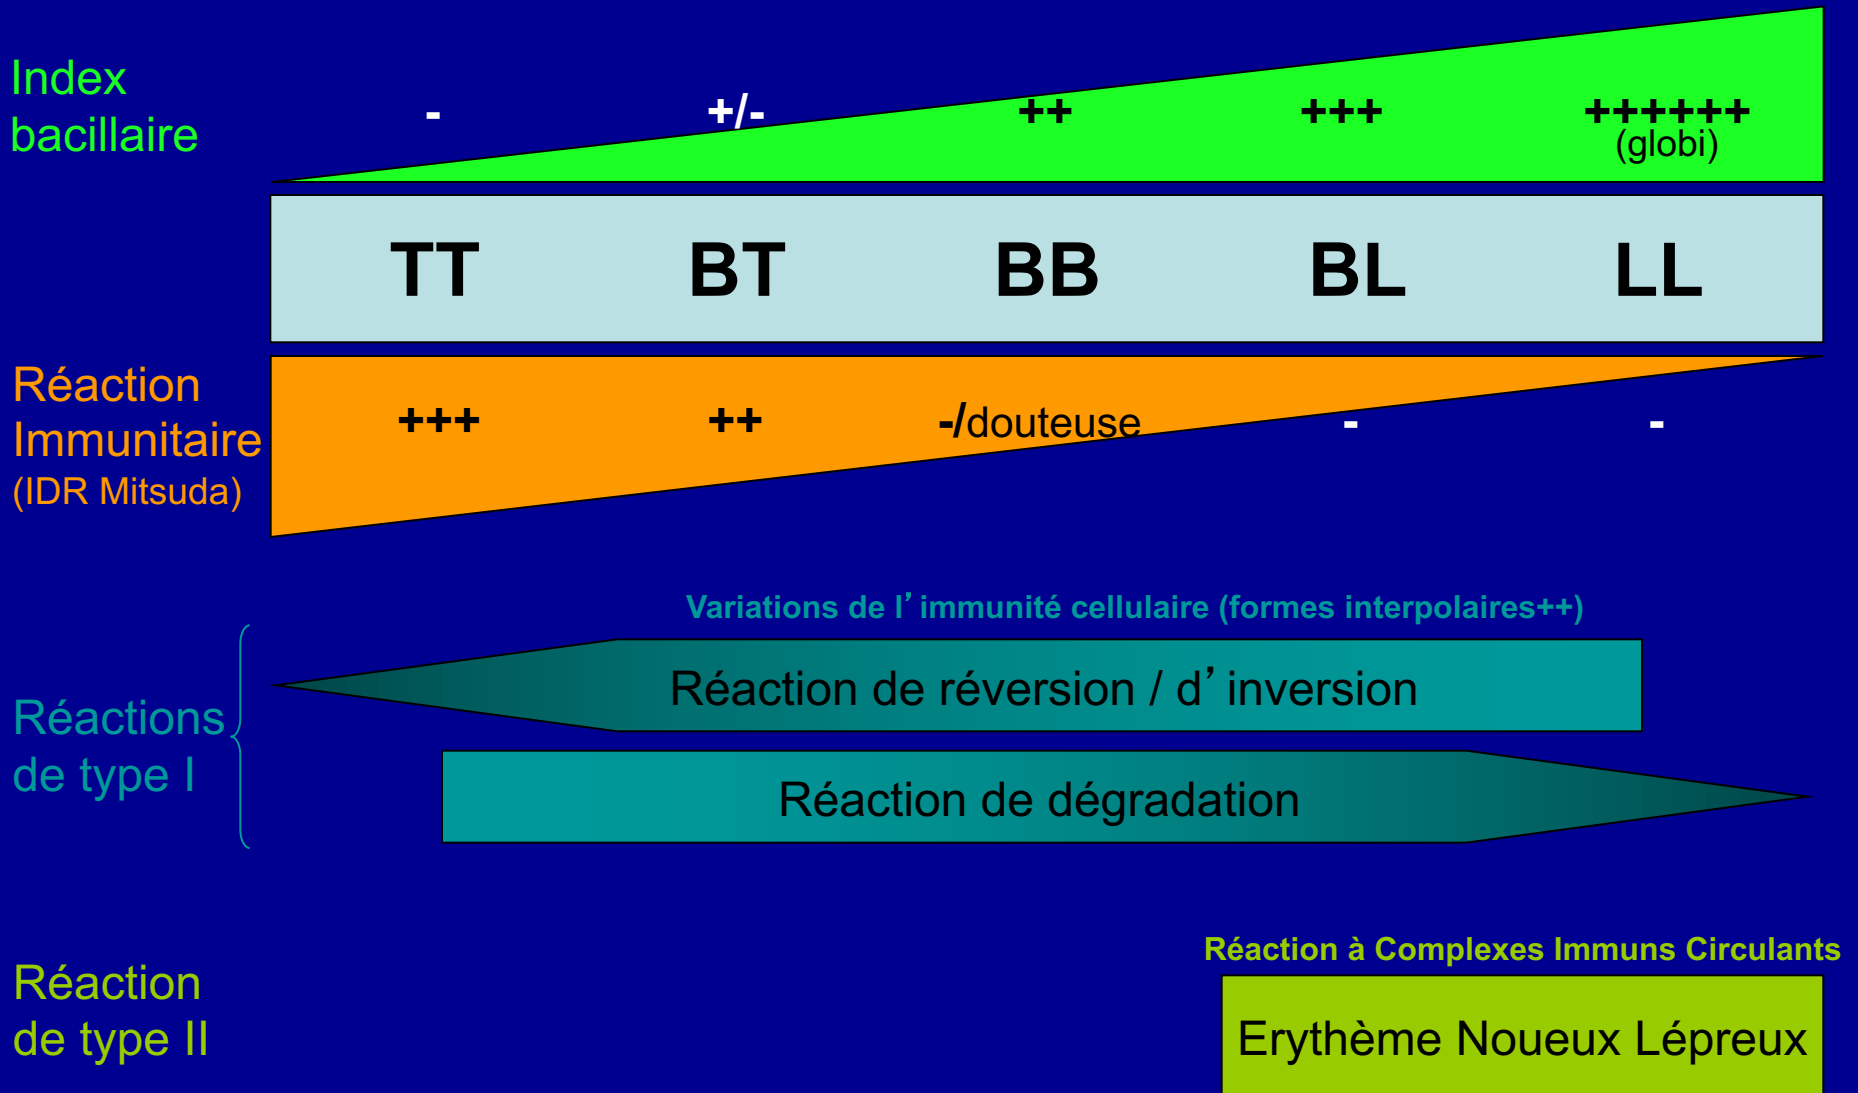 Index
bacillaire
- +/- ++ +++ ++++++
(globi)
TT BT BB BL LL
Réaction
Immunitaire
(IDR Mitsuda)
+++ ++ -/douteuse - -
Variations de l’ immunité cellulaire (formes interpolaires++)
Réactions
de type I
Réaction de réversion / d’ inversion
Réaction de dégradation
Réaction à Complexes Immuns Circulants
Réaction
de type II
Erythème Noueux Lépreux